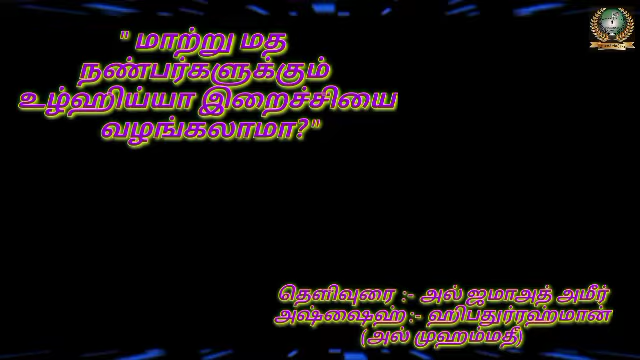 " மாற்று மத
நண்பர்களுக்கும்
உழ்ஹிய்யா இறைச்சியை
வழங்கலாமா?"
தெளிவுரை :- அல் ஜமாஅத் அமீர்
அஷ்ஷைஹ் :- ஹிபதுர்ரஹ்மான்
(அல் முஹம்மதீ)